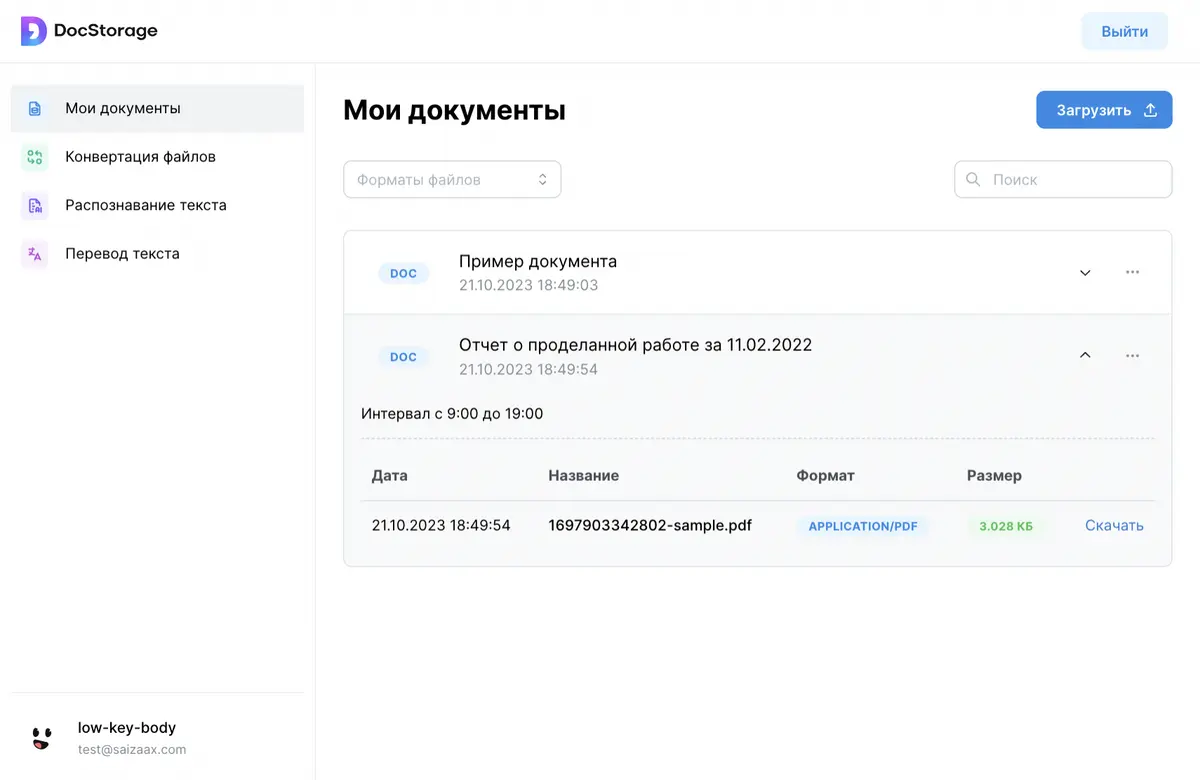 DocStorage
Выйти
Мои документы
Конвертация файлов
Распознавание текста
Перевод текста
Мои документы
Загрузить
Форматы файлов
Поиск
DOC
Пример документа
21.10.2023 18:49:03
DOC
Отчет о проделанной работе за 11.02.2022
21.10.2023 18:49:54
Интервал с 9:00 до 19:00
Дата Название Формат Размер
21.10.2023 18:49:54 1697903342802-sample.pdf APPLICATION/PDF 3.028 КБ Скачать
low-key-body
test@saizaax.com